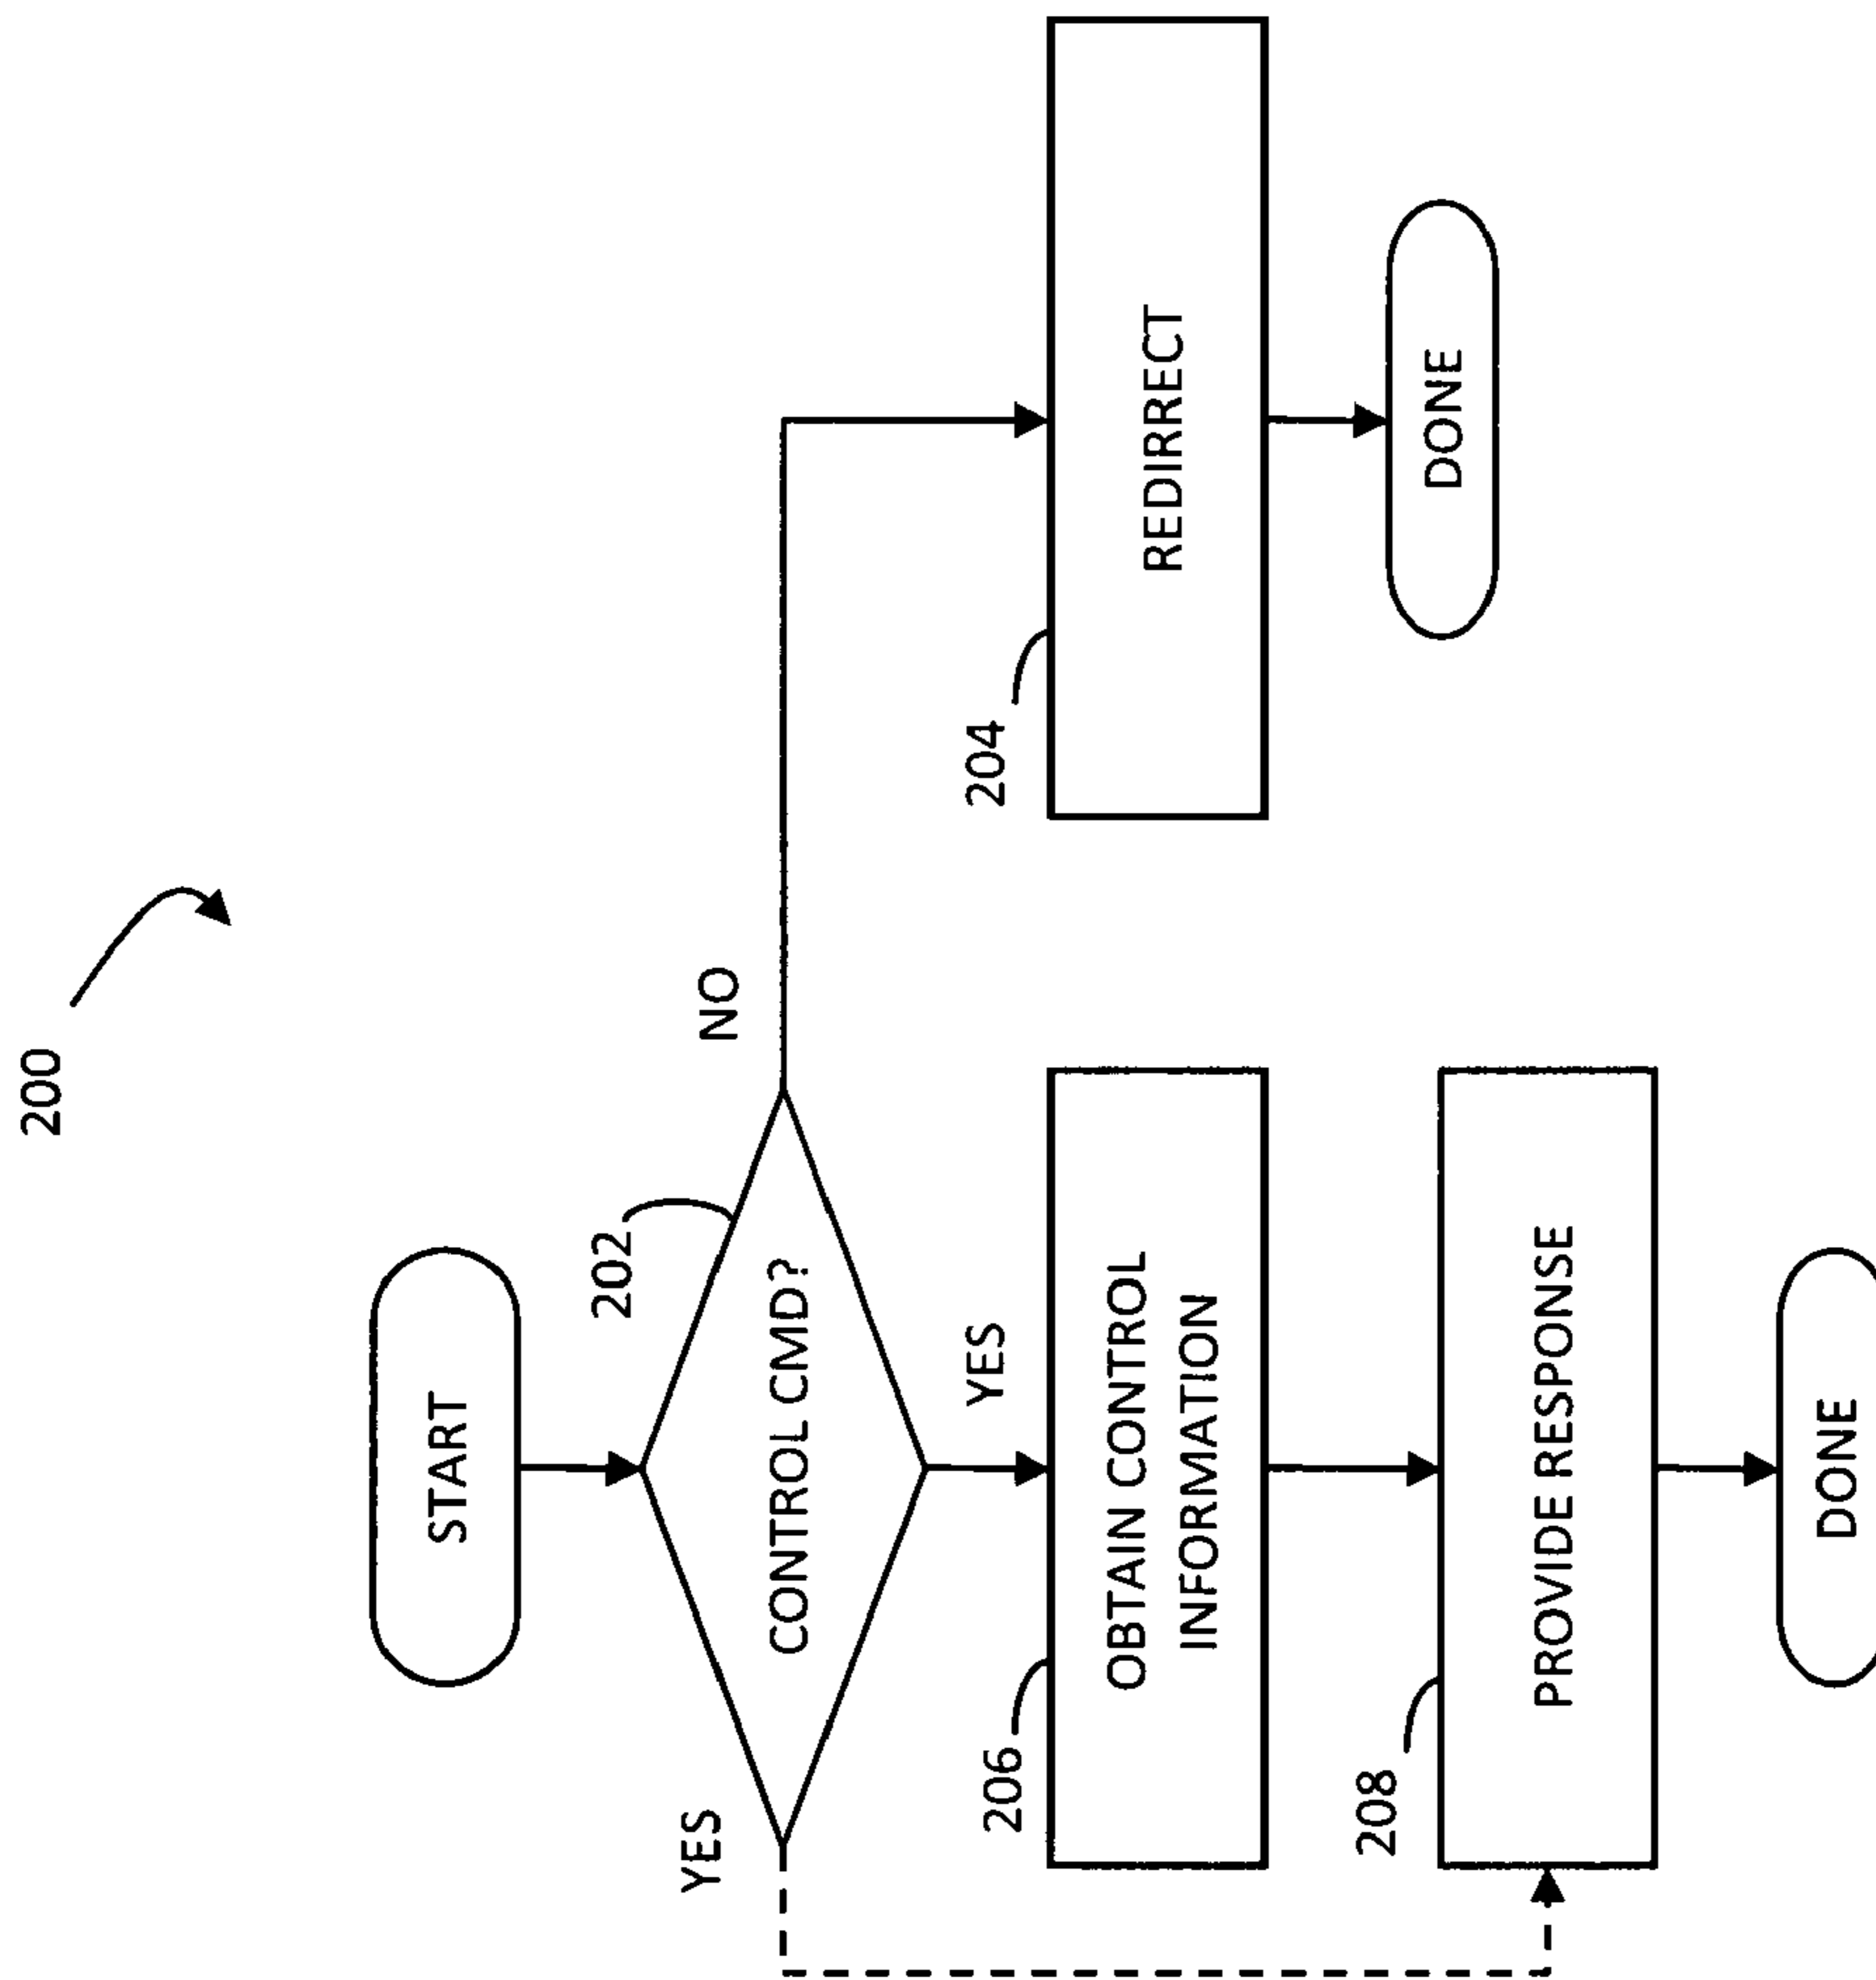 200
START
202
CONTROL CMD?
YES
NO
YES
206
OBTAIN CONTROL
INFORMATION
204
REDIRRECT
DONE
208
PROVIDE RESPONSE
DONE